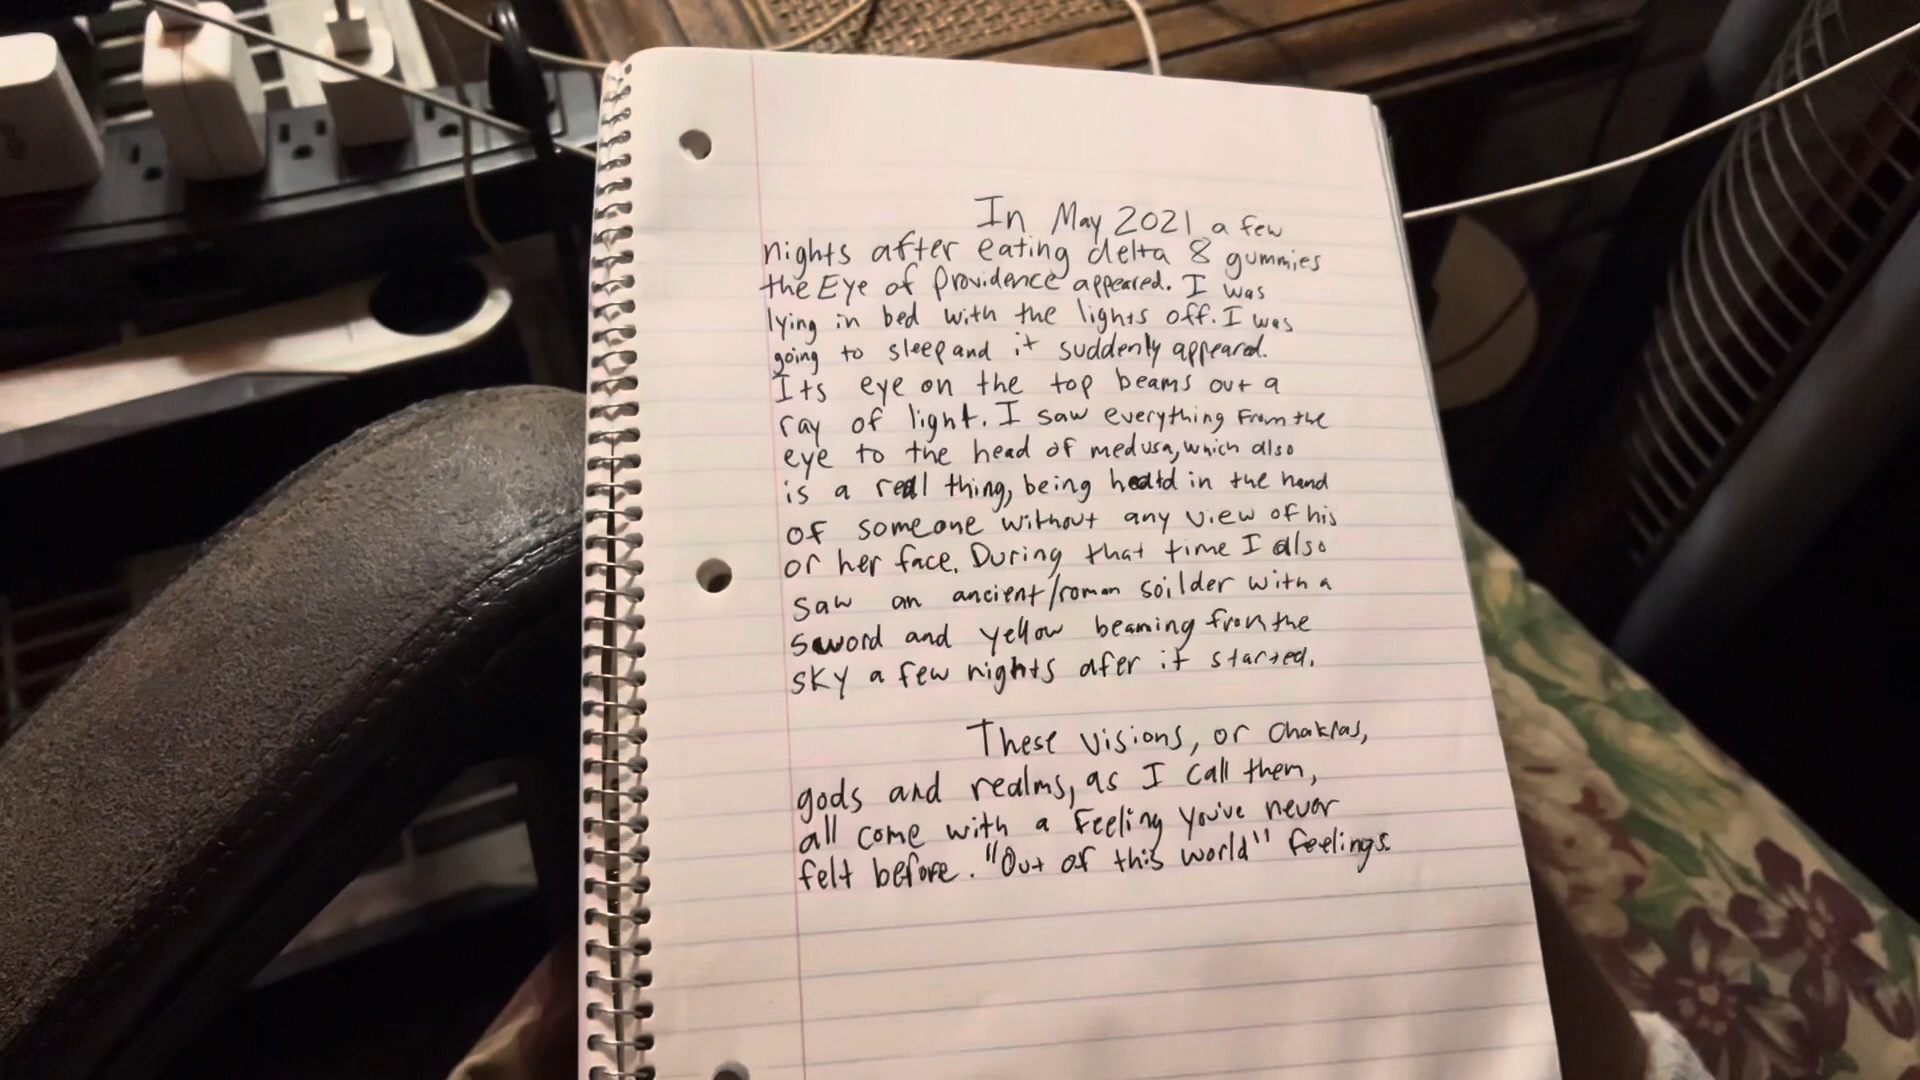 In May 2021 a few
nights after eating delta 8 gummies
the Eye of Providence appeared. I was
lying in bed with the lights off. I was
going to sleep and it suddenly appeared.
Its eye on the top beams out a
ray of light. I saw everything from the
eye to the head of medusa, which also
is a real thing, being in the hand
of someone without any view of his
or her face. During that time I also
saw an ancient/roman soilder with a
sword and yellow beaming from the
sky a few nights afer it started.
These visions, or Chakras,
gods and realms, as I call them,
all come with a feeling you've never
felt before. "Out of this world" feelings.